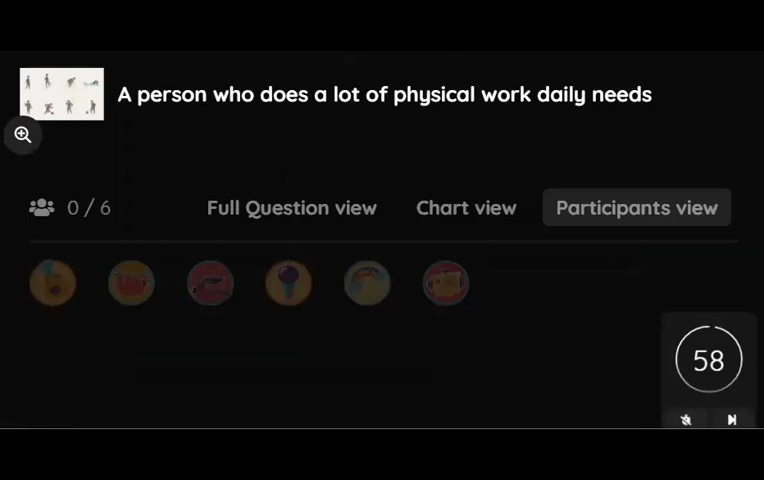 A person who does a lot of physical work daily needs
0 / 6 Full Question view Chart view Participants view
58